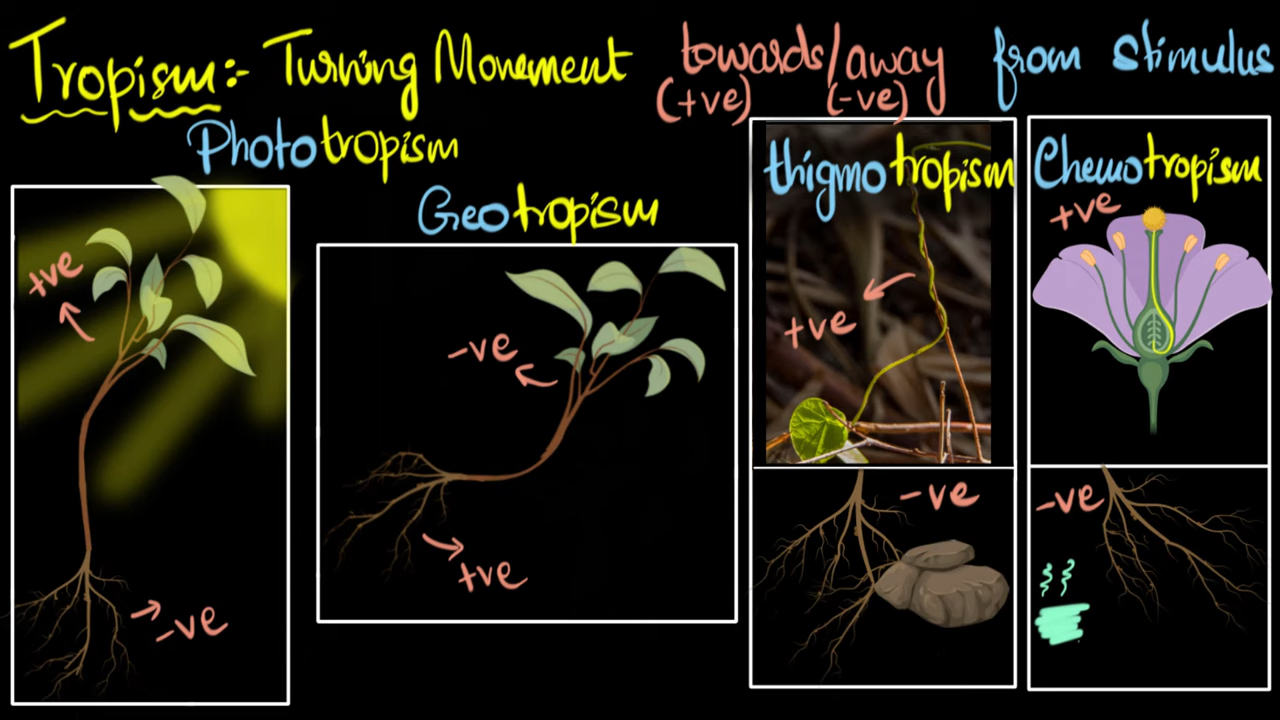 Tropism:- Turning Movement towards/away from Stimulus
(+ve) (-ve)
Phototropism
Geotropism
thigmotropism
Chemotropism
+ve
-ve
-ve
+ve
+ve
-ve
+ve
-ve